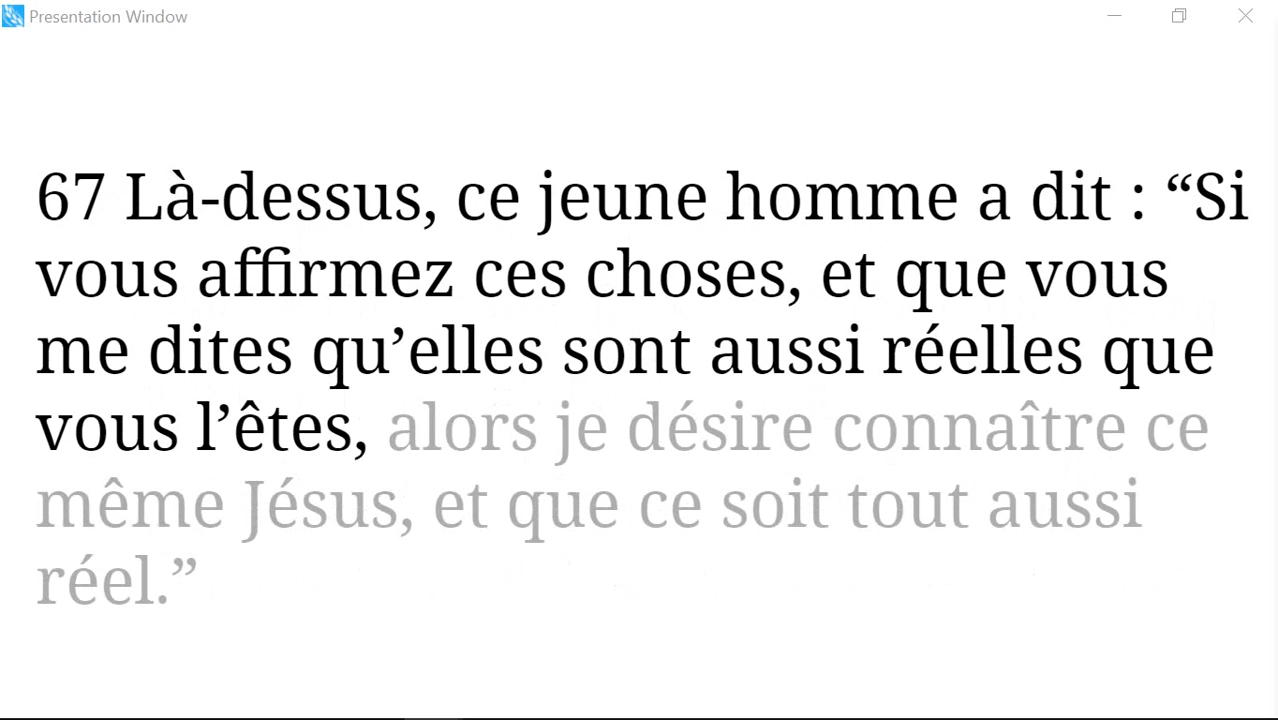 Presentation Window
67 Là-dessus, ce jeune homme a dit : “Si
vous affirmez ces choses, et que vous
me dites qu’elles sont aussi réelles que
vous l’êtes, alors je désire connaître ce
même Jésus, et que ce soit tout aussi
réel.”